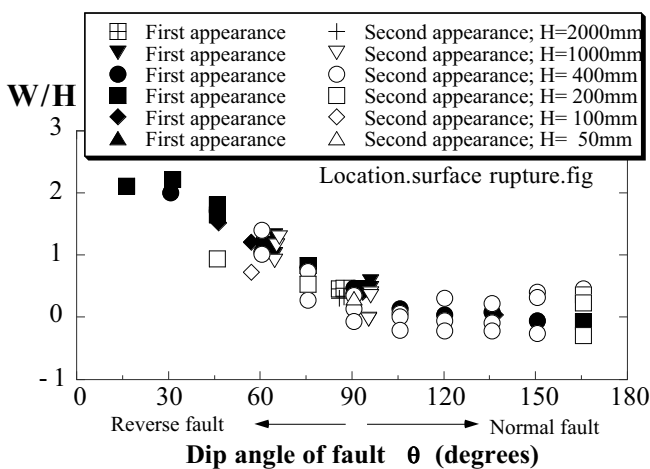 First appearance Second appearance; H=2000mm
First appearance Second appearance; H=1000mm
First appearance Second appearance; H= 400mm
First appearance Second appearance; H= 200mm
First appearance Second appearance; H= 100mm
First appearance Second appearance; H= 50mm
W/H
3
Location.surface rupture.fig
2
1
0
-1
0 30 60 90 120 150 180
Reverse fault Normal fault
Dip angle of fault θ (degrees)